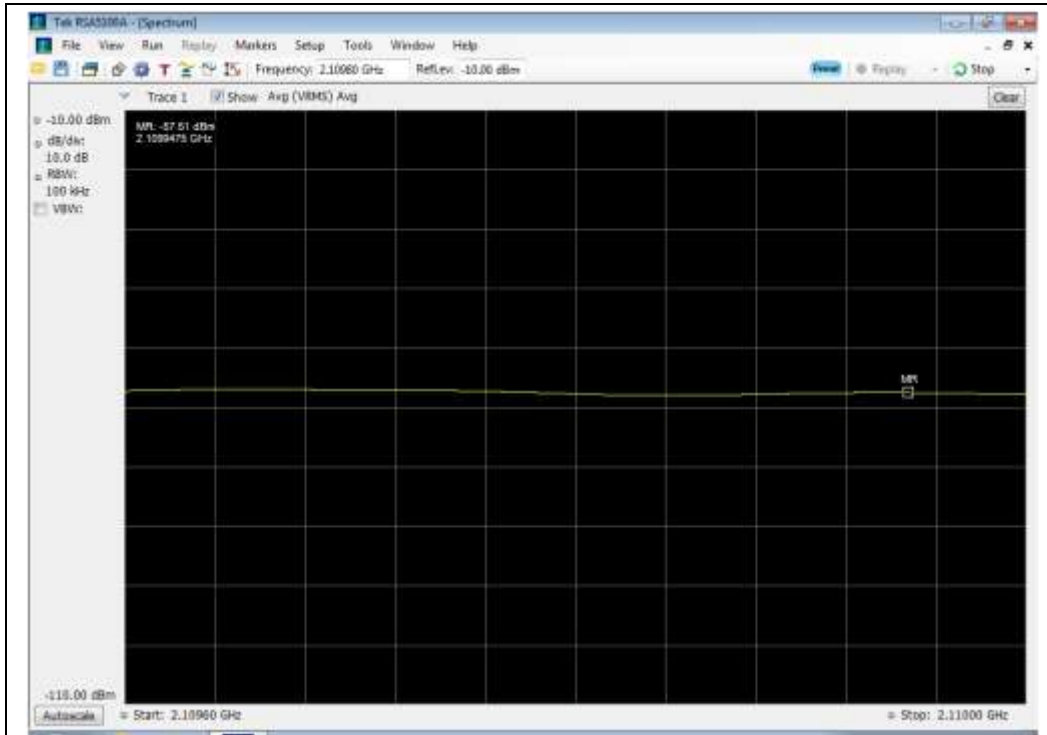 Tek RSA5100A - [Spectrum]
File View Run Replay Markers Setup Tools Window Help
Frequency: 2.10980 GHz RefLev: -10.00 dBm Preset Replay Stop
Trace 1 Show Avg (VRMS) Avg Clear
-10.00 dBm
MR: -57.51 dBm
2.1099475 GHz
dB/div:
10.0 dB
RBW:
100 kHz
VBW:
MR
-110.00 dBm
Autoscale Start: 2.10960 GHz Stop: 2.11000 GHz